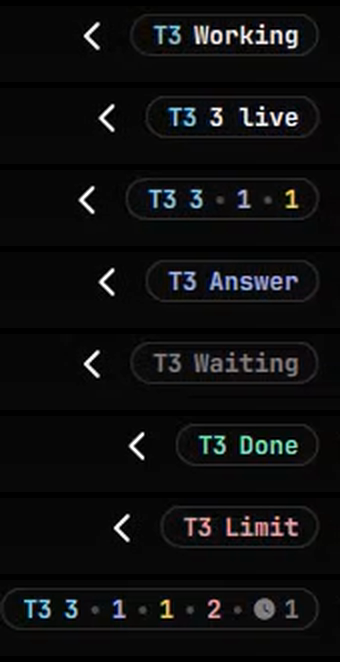 T3 Working
T3 3 live
T3 3 • 1 • 1
T3 Answer
T3 Waiting
T3 Done
T3 Limit
T3 3 • 1 • 1 • 2 • 1